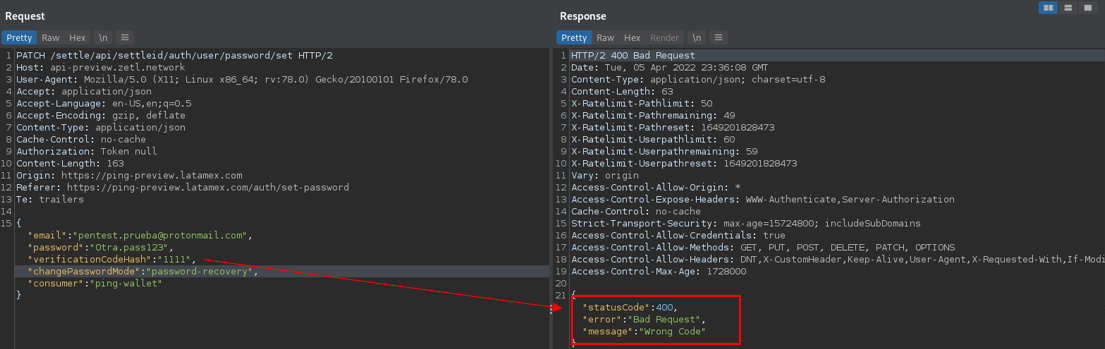 Request
Pretty Raw Hex \n
1 PATCH /settle/api/settleid/auth/user/password/set HTTP/2
2 Host: api-preview.zetl.network
3 User-Agent: Mozilla/5.0 (X11; Linux x86_64; rv:78.0) Gecko/20100101 Firefox/78.0
4 Accept: application/json
5 Accept-Language: en-US,en;q=0.5
6 Accept-Encoding: gzip, deflate
7 Content-Type: application/json
8 Cache-Control: no-cache
9 Authorization: Token null
10 Content-Length: 163
11 Origin: https://ping-preview.latamex.com
12 Referer: https://ping-preview.latamex.com/auth/set-password
13 Te: trailers
14
15 {
"email":"pentest.prueba@protonmail.com",
"password":"Otra.pass123",
"verificationCodeHash":"1111",
"changePasswordMode":"password-recovery",
"consumer":"ping-wallet"
}
Response
Pretty Raw Hex Render \n
1 HTTP/2 400 Bad Request
2 Date: Tue, 05 Apr 2022 23:36:08 GMT
3 Content-Type: application/json; charset=utf-8
4 Content-Length: 63
5 X-Ratelimit-Pathlimit: 50
6 X-Ratelimit-Pathremaining: 49
7 X-Ratelimit-Pathreset: 1649201828473
8 X-Ratelimit-Userpathlimit: 60
9 X-Ratelimit-Userpathremaining: 59
10 X-Ratelimit-Userpathreset: 1649201828473
11 Vary: origin
12 Access-Control-Allow-Origin: *
13 Access-Control-Expose-Headers: WWW-Authenticate,Server-Authorization
14 Cache-Control: no-cache
15 Strict-Transport-Security: max-age=15724800; includeSubDomains
16 Access-Control-Allow-Credentials: true
17 Access-Control-Allow-Methods: GET, PUT, POST, DELETE, PATCH, OPTIONS
18 Access-Control-Allow-Headers: DNT,X-CustomHeader,Keep-Alive,User-Agent,X-Requested-With,If-Modi
19 Access-Control-Max-Age: 1728000
20
21 {
"statusCode":400,
"error":"Bad Request",
"message":"Wrong Code"
}